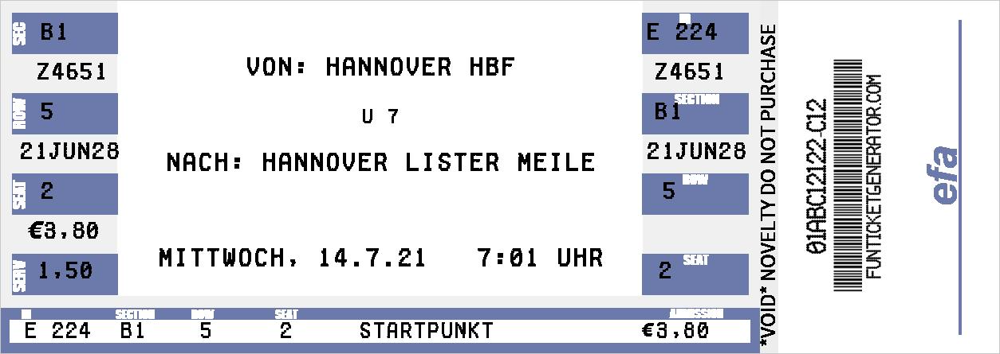 SEC B1
Z4651
ROW 5
21JUN28
SEAT 2
€3,80
SERV 1,50
VON: HANNOVER HBF
U 7
NACH: HANNOVER LISTER MEILE
MITTWOCH, 14.7.21 7:01 UHR
E 224
Z4651
SECTION
B1
21JUN28
ROW
5
SEAT
2
SECTION ROW SEAT ADMISSION
E 224 B1 5 2 STARTPUNKT €3,80
*VOID* NOVELTY DO NOT PURCHASE
01ABC12122-C12
FUNTICKETGENERATOR.COM
efa